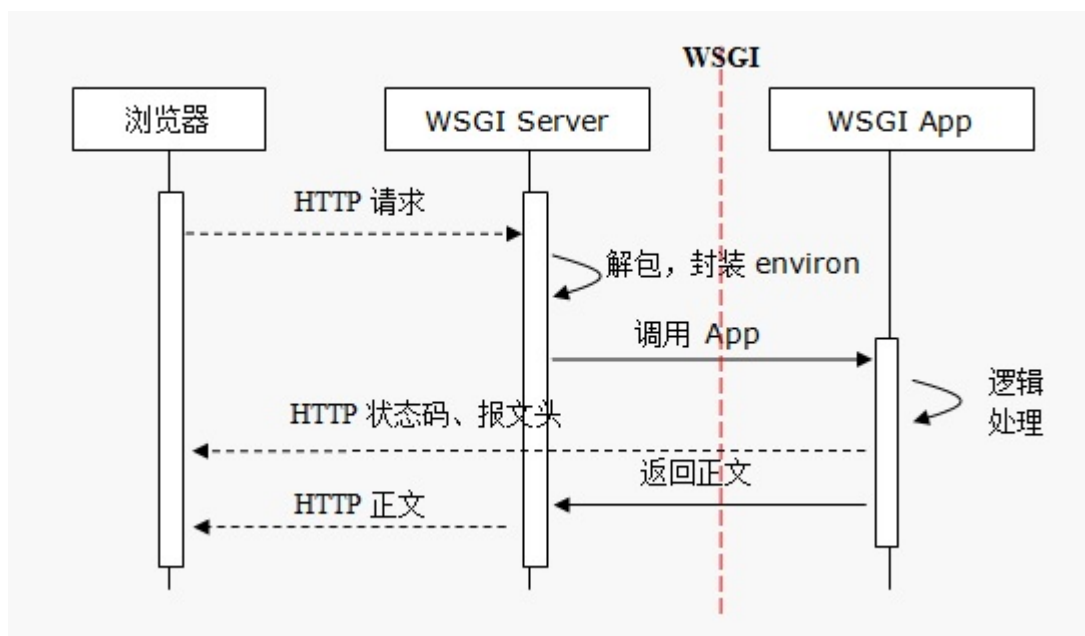 WSGI
浏览器
WSGI Server
WSGI App
HTTP 请求
解包，封装 environ
调用 App
逻辑
处理
HTTP 状态码、报文头
返回正文
HTTP 正文